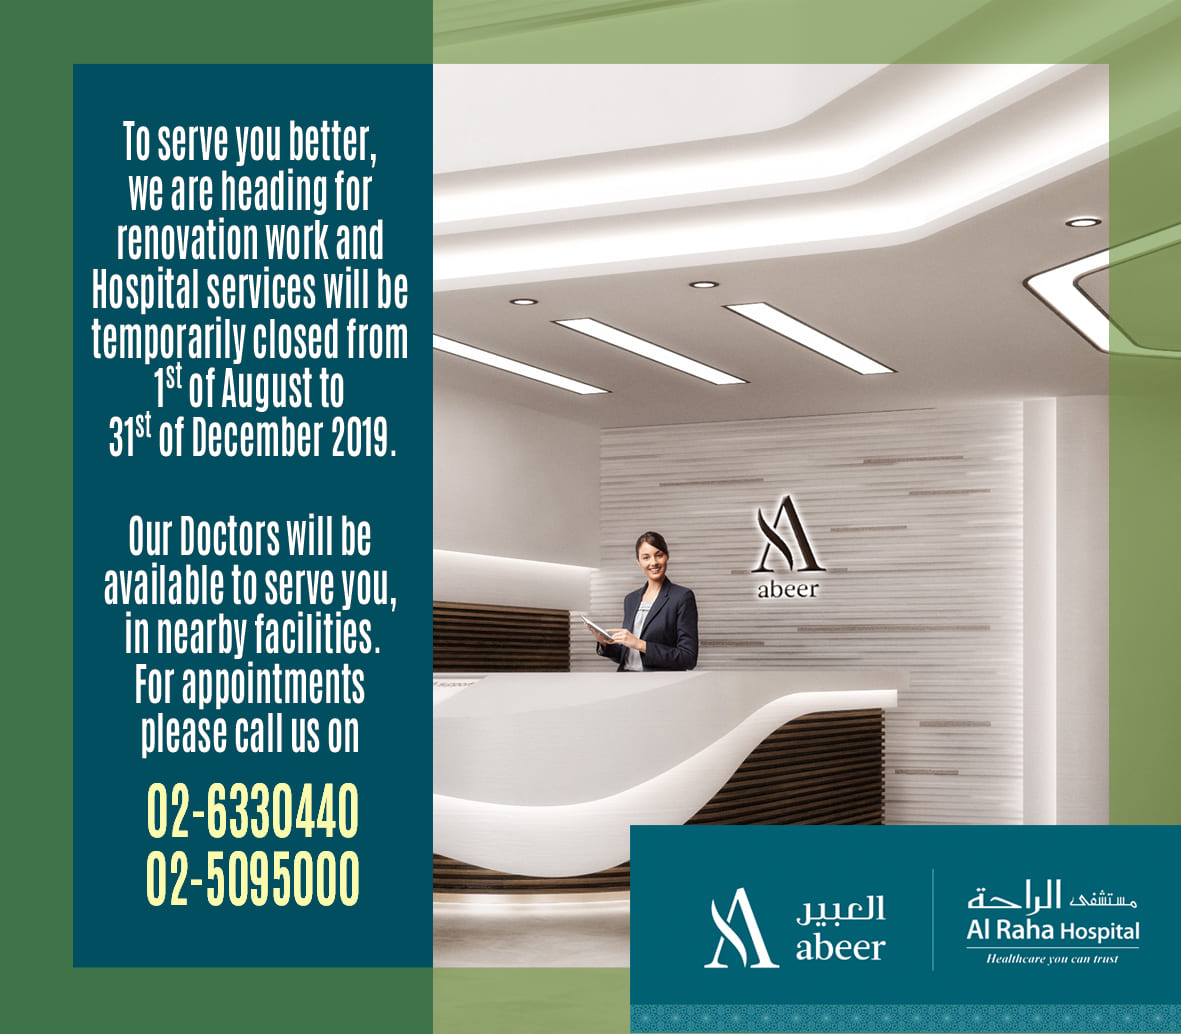 To serve you better,
we are heading for
renovation work and
Hospital services will be
temporarily closed from
1st of August to
31st of December 2019.
Our Doctors will be
available to serve you,
in nearby facilities.
For appointments
please call us on
02-6330440
02-5095000
abeer
العبير
abeer
مستشفى الراحة
Al Raha Hospital
Healthcare you can trust